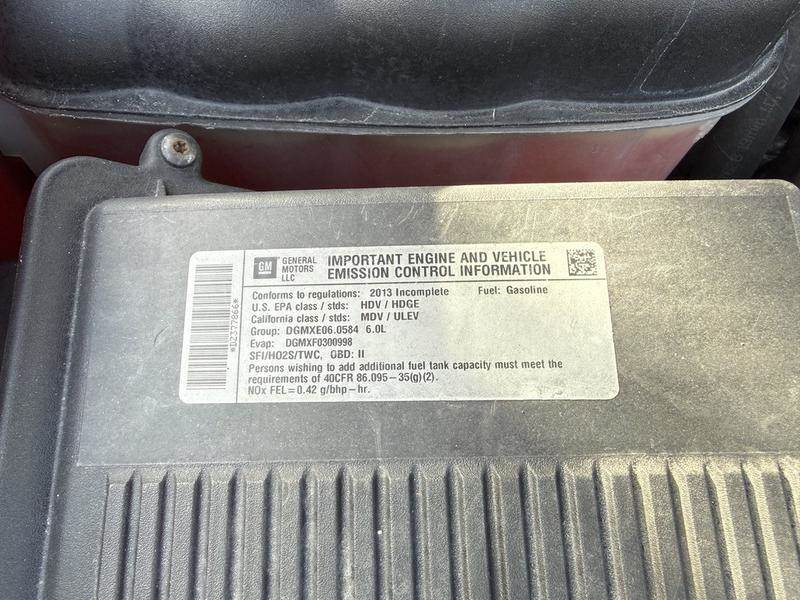 *DZ377866*
GM
GENERAL
MOTORS
LLC
IMPORTANT ENGINE AND VEHICLE
EMISSION CONTROL INFORMATION
Conforms to regulations: 2013 Incomplete Fuel: Gasoline
U.S. EPA class / stds: HDV / HDGE
California class / stds: MDV / ULEV
Group: DGMXE06.0584 6.0L
Evap: DGMXF0300998
SFI/HO2S/TWC, OBD: II
Persons wishing to add additional fuel tank capacity must meet the
requirements of 40CFR 86.095-35(g)(2).
NOx FEL=0.42 g/bhp-hr.